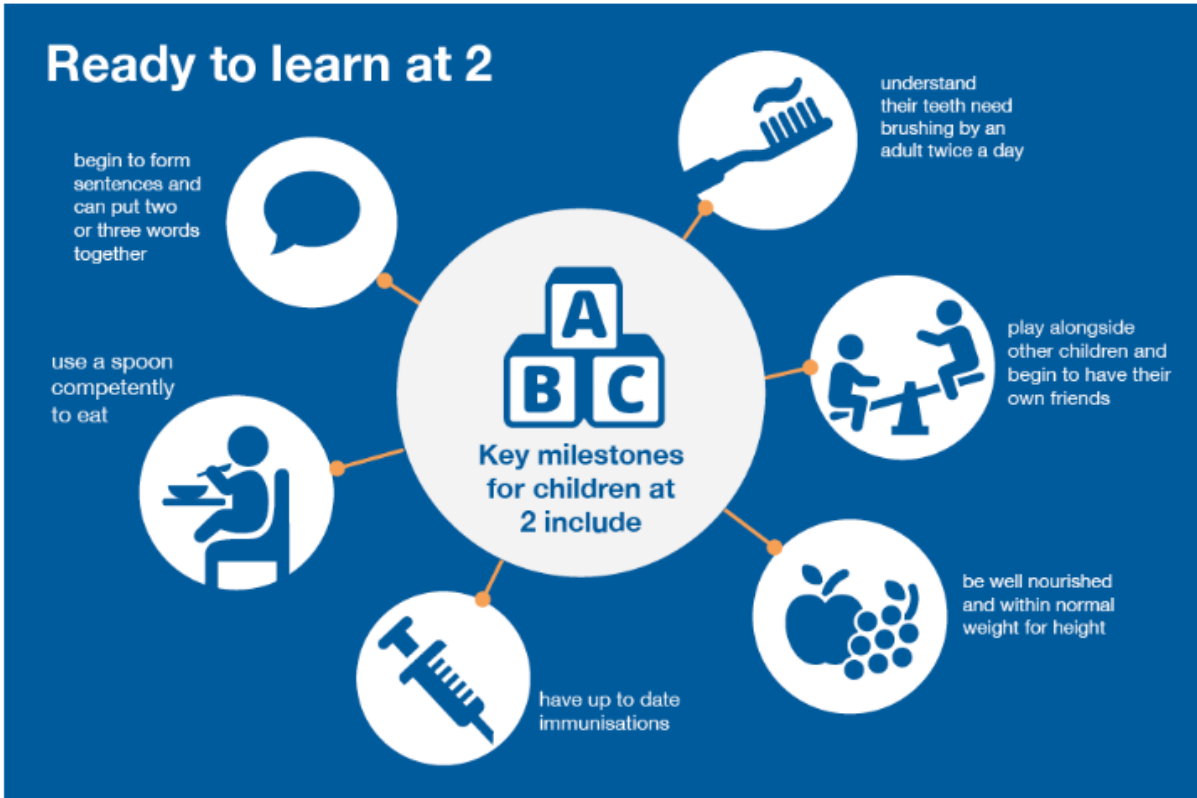 Ready to learn at 2
begin to form
sentences and
can put two
or three words
together
understand
their teeth need
brushing by an
adult twice a day
use a spoon
competently
to eat
A
B C
Key milestones
for children at
2 include
play alongside
other children and
begin to have their
own friends
be well nourished
and within normal
weight for height
have up to date
immunisations